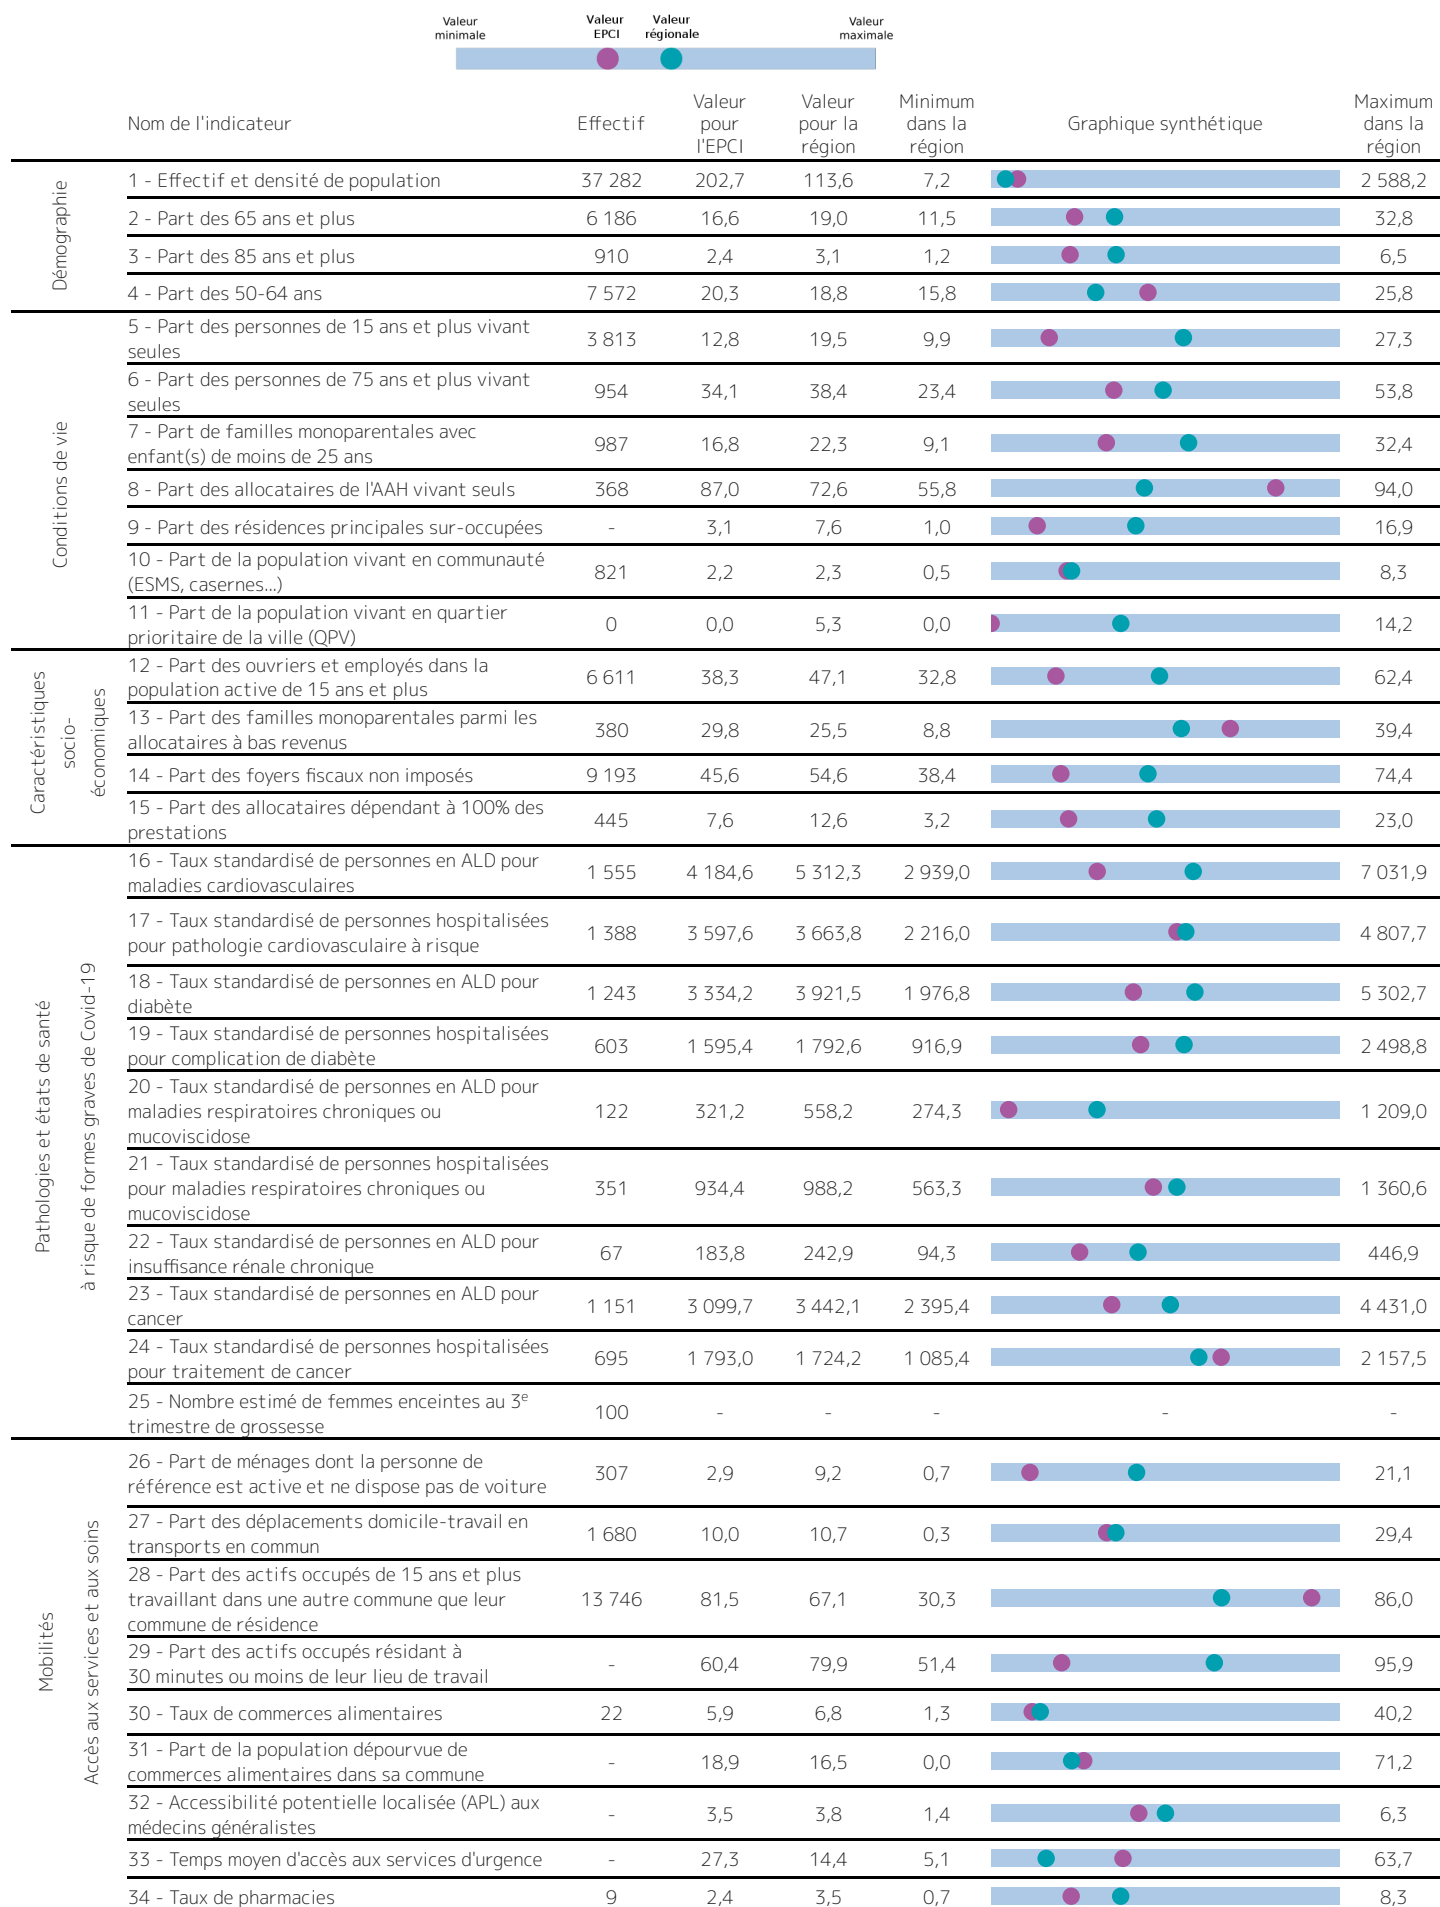 Valeur minimale
Valeur EPCI
Valeur régionale
Valeur maximale
Nom de l'indicateur
Effectif
Valeur pour l'EPCI
Valeur pour la région
Minimum dans la région
Graphique synthétique
Maximum dans la région
Démographie
1 - Effectif et densité de population 37 282 202,7 113,6 7,2 2 588,2
2 - Part des 65 ans et plus 6 186 16,6 19,0 11,5 32,8
3 - Part des 85 ans et plus 910 2,4 3,1 1,2 6,5
4 - Part des 50-64 ans 7 572 20,3 18,8 15,8 25,8
Conditions de vie
5 - Part des personnes de 15 ans et plus vivant
seules 3 813 12,8 19,5 9,9 27,3
6 - Part des personnes de 75 ans et plus vivant
seules 954 34,1 38,4 23,4 53,8
7 - Part de familles monoparentales avec
enfant(s) de moins de 25 ans 987 16,8 22,3 9,1 32,4
8 - Part des allocataires de l'AAH vivant seuls 368 87,0 72,6 55,8 94,0
9 - Part des résidences principales sur-occupées - 3,1 7,6 1,0 16,9
10 - Part de la population vivant en communauté
(ESMS, casernes...) 821 2,2 2,3 0,5 8,3
11 - Part de la population vivant en quartier
prioritaire de la ville (QPV) 0 0,0 5,3 0,0 14,2
Caractéristiques
socio-
économiques
12 - Part des ouvriers et employés dans la
population active de 15 ans et plus 6 611 38,3 47,1 32,8 62,4
13 - Part des familles monoparentales parmi les
allocataires à bas revenus 380 29,8 25,5 8,8 39,4
14 - Part des foyers fiscaux non imposés 9 193 45,6 54,6 38,4 74,4
15 - Part des allocataires dépendant à 100% des
prestations 445 7,6 12,6 3,2 23,0
Pathologies et états de santé
à risque de formes graves de Covid-19
16 - Taux standardisé de personnes en ALD pour
maladies cardiovasculaires 1 555 4 184,6 5 312,3 2 939,0 7 031,9
17 - Taux standardisé de personnes hospitalisées
pour pathologie cardiovasculaire à risque 1 388 3 597,6 3 663,8 2 216,0 4 807,7
18 - Taux standardisé de personnes en ALD pour
diabète 1 243 3 334,2 3 921,5 1 976,8 5 302,7
19 - Taux standardisé de personnes hospitalisées
pour complication de diabète 603 1 595,4 1 792,6 916,9 2 498,8
20 - Taux standardisé de personnes en ALD pour
maladies respiratoires chroniques ou 122 321,2 558,2 274,3 1 209,0
mucoviscidose
21 - Taux standardisé de personnes hospitalisées
pour maladies respiratoires chroniques ou 351 934,4 988,2 563,3 1 360,6
mucoviscidose
22 - Taux standardisé de personnes en ALD pour
insuffisance rénale chronique 67 183,8 242,9 94,3 446,9
23 - Taux standardisé de personnes en ALD pour
cancer 1 151 3 099,7 3 442,1 2 395,4 4 431,0
24 - Taux standardisé de personnes hospitalisées
pour traitement de cancer 695 1 793,0 1 724,2 1 085,4 2 157,5
25 - Nombre estimé de femmes enceintes au 3e
trimestre de grossesse 100 - - - - -
Mobilités
Accès aux services et aux soins
26 - Part de ménages dont la personne de
référence est active et ne dispose pas de voiture 307 2,9 9,2 0,7 21,1
27 - Part des déplacements domicile-travail en
transports en commun 1 680 10,0 10,7 0,3 29,4
28 - Part des actifs occupés de 15 ans et plus
travaillant dans une autre commune que leur 13 746 81,5 67,1 30,3 86,0
commune de résidence
29 - Part des actifs occupés résidant à
30 minutes ou moins de leur lieu de travail - 60,4 79,9 51,4 95,9
30 - Taux de commerces alimentaires 22 5,9 6,8 1,3 40,2
31 - Part de la population dépourvue de
commerces alimentaires dans sa commune - 18,9 16,5 0,0 71,2
32 - Accessibilité potentielle localisée (APL) aux
médecins généralistes - 3,5 3,8 1,4 6,3
33 - Temps moyen d'accès aux services d'urgence - 27,3 14,4 5,1 63,7
34 - Taux de pharmacies 9 2,4 3,5 0,7 8,3